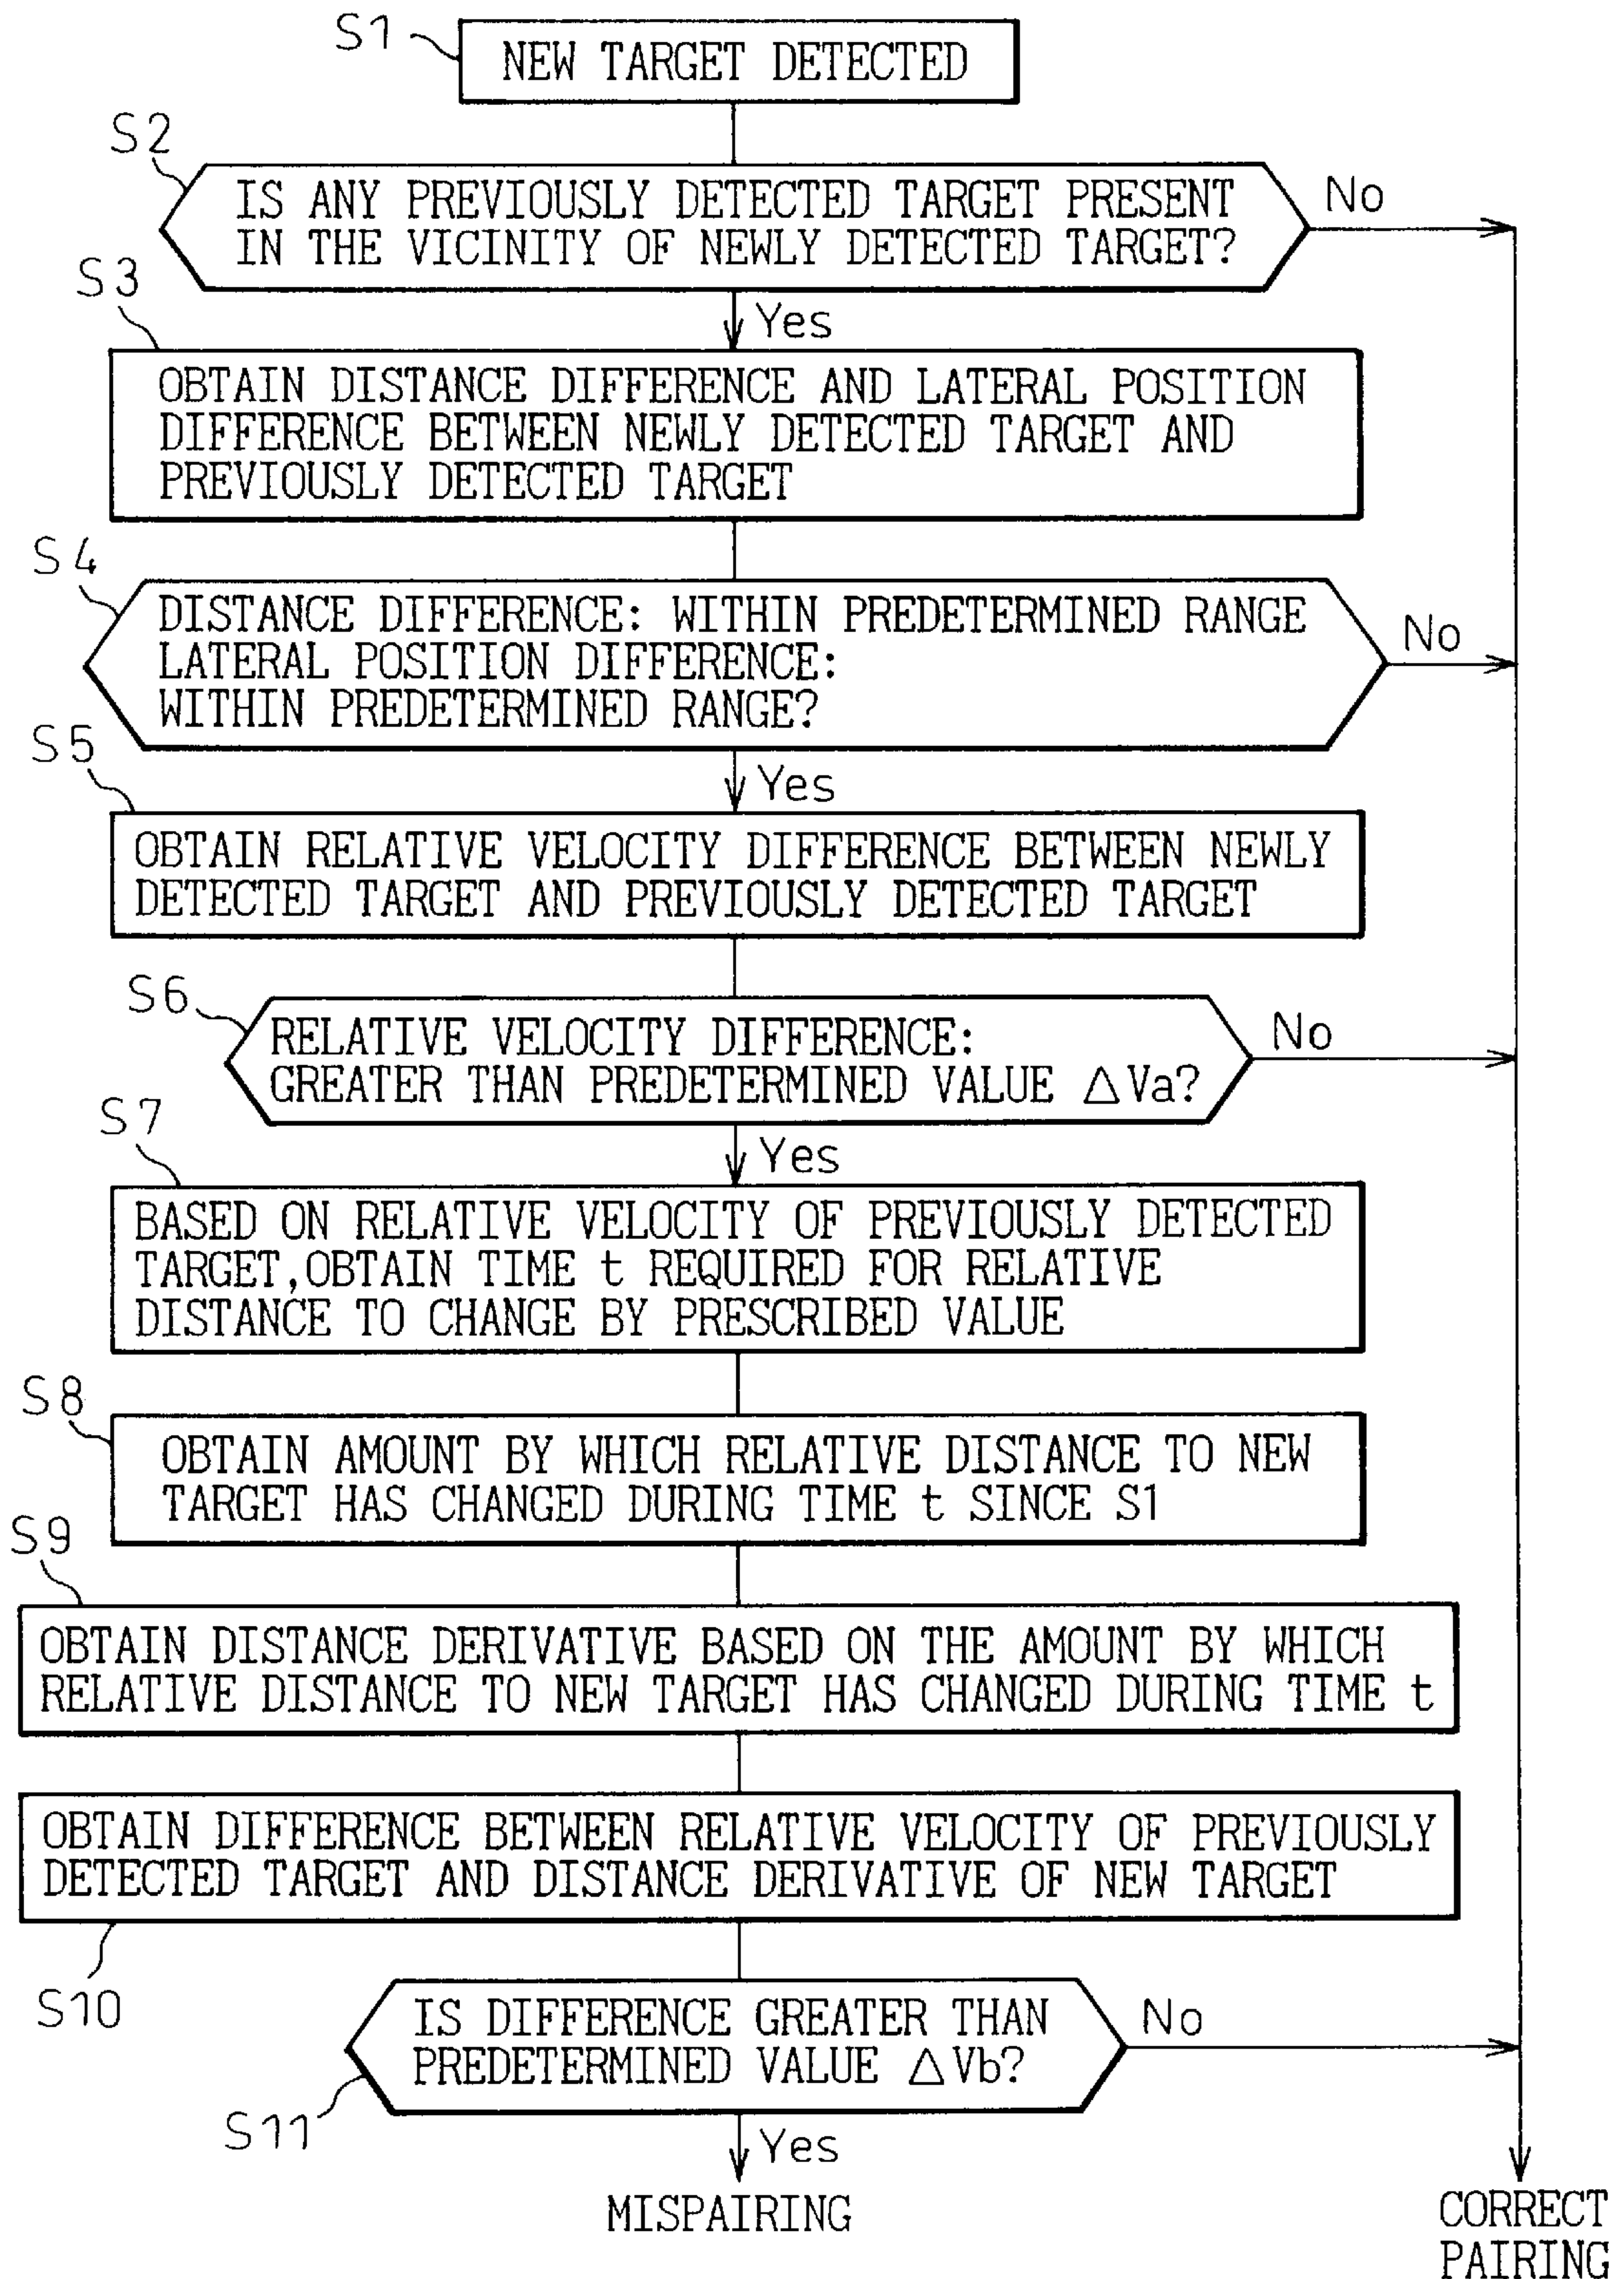 S1
NEW TARGET DETECTED
S2
IS ANY PREVIOUSLY DETECTED TARGET PRESENT
IN THE VICINITY OF NEWLY DETECTED TARGET?
No
Yes
S3
OBTAIN DISTANCE DIFFERENCE AND LATERAL POSITION
DIFFERENCE BETWEEN NEWLY DETECTED TARGET AND
PREVIOUSLY DETECTED TARGET
S4
DISTANCE DIFFERENCE: WITHIN PREDETERMINED RANGE
LATERAL POSITION DIFFERENCE:
WITHIN PREDETERMINED RANGE?
No
Yes
S5
OBTAIN RELATIVE VELOCITY DIFFERENCE BETWEEN NEWLY
DETECTED TARGET AND PREVIOUSLY DETECTED TARGET
S6
RELATIVE VELOCITY DIFFERENCE:
GREATER THAN PREDETERMINED VALUE △Va?
No
Yes
S7
BASED ON RELATIVE VELOCITY OF PREVIOUSLY DETECTED
TARGET,OBTAIN TIME t REQUIRED FOR RELATIVE
DISTANCE TO CHANGE BY PRESCRIBED VALUE
S8
OBTAIN AMOUNT BY WHICH RELATIVE DISTANCE TO NEW
TARGET HAS CHANGED DURING TIME t SINCE S1
S9
OBTAIN DISTANCE DERIVATIVE BASED ON THE AMOUNT BY WHICH
RELATIVE DISTANCE TO NEW TARGET HAS CHANGED DURING TIME t
OBTAIN DIFFERENCE BETWEEN RELATIVE VELOCITY OF PREVIOUSLY
DETECTED TARGET AND DISTANCE DERIVATIVE OF NEW TARGET
S10
IS DIFFERENCE GREATER THAN
PREDETERMINED VALUE △Vb?
No
S11
Yes
MISPAIRING
CORRECT
PAIRING